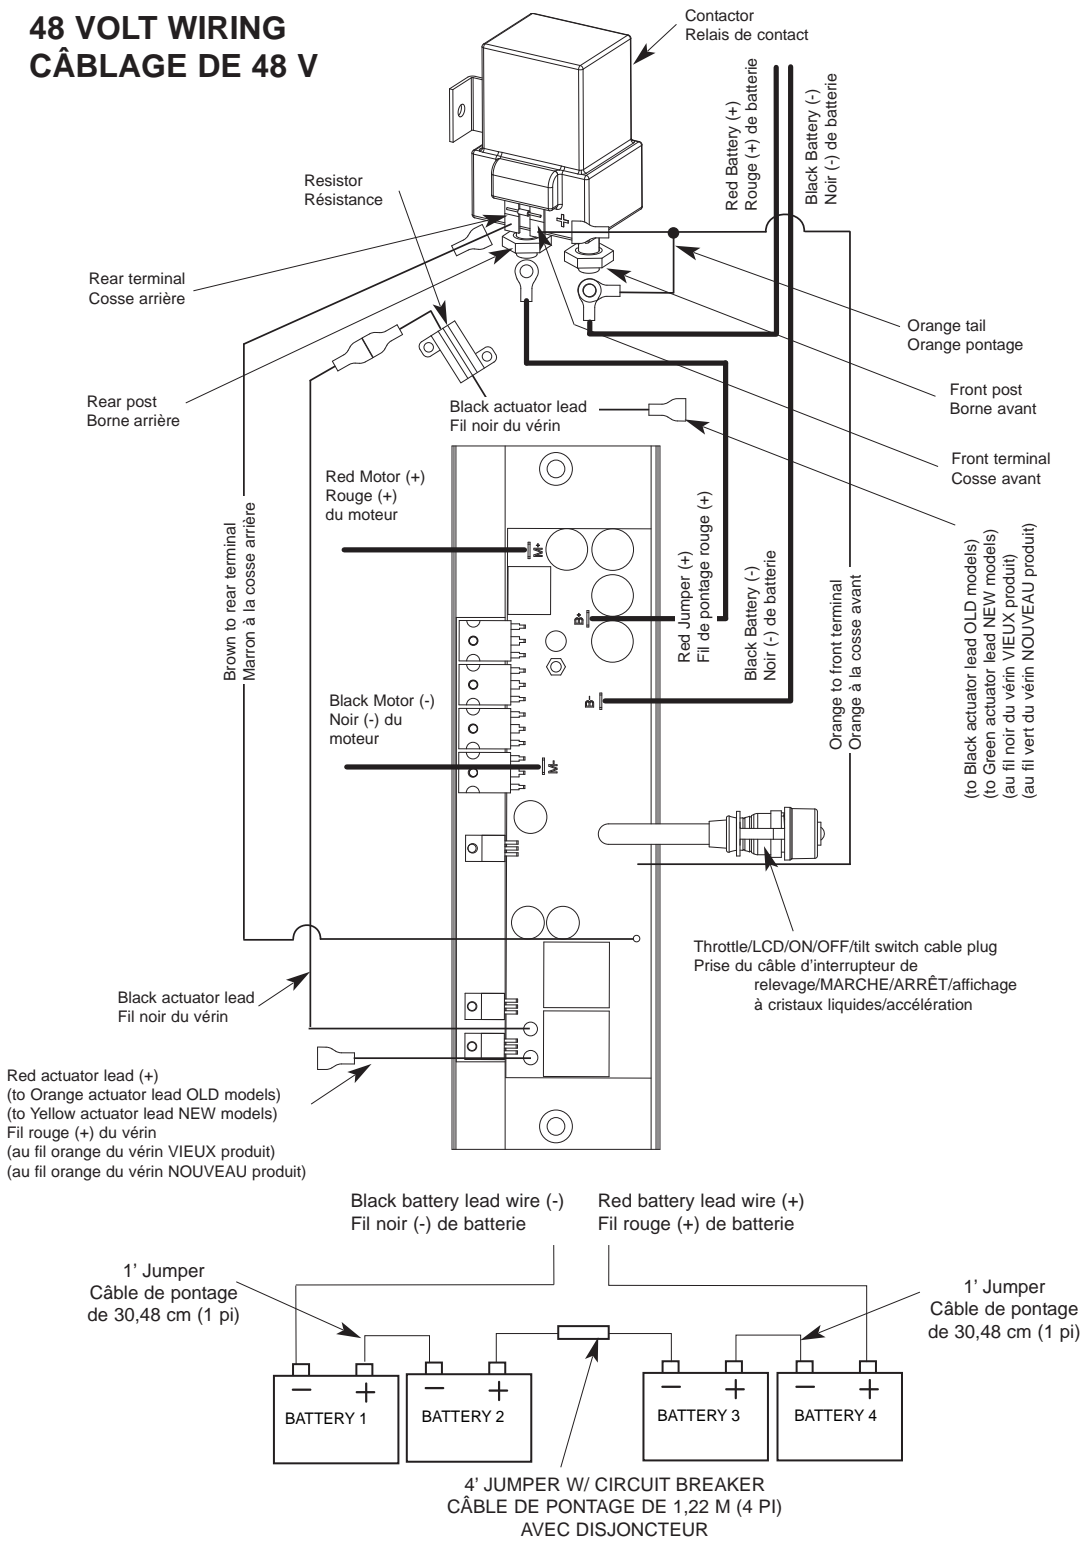 48 VOLT WIRING
CÂBLAGE DE 48 V
Contactor
Relais de contact
Red Battery (+)
Rouge (+) de batterie
Black Battery (-)
Noir (-) de batterie
Resistor
Résistance
+
Rear terminal
Cosse arrière
Orange tail
Orange pontage
Rear post
Borne arrière
Front post
Borne avant
Black actuator lead
Fil noir du vérin
Front terminal
Cosse avant
Red Motor (+)
Rouge (+)
du moteur
Brown to rear terminal
Marron à la cosse arrière
M+
B+
Red Jumper (+)
Fil de pontage rouge (+)
Black Battery (-)
Noir (-) de batterie
Orange to front terminal
Orange à la cosse avant
(to Black actuator lead OLD models)
(to Green actuator lead NEW models)
(au fil noir du vérin VIEUX produit)
(au fil vert du vérin NOUVEAU produit)
Black Motor (-)
Noir (-) du
moteur
B-
M-
Throttle/LCD/ON/OFF/tilt switch cable plug
Prise du câble d'interrupteur de
relevage/MARCHE/ARRÊT/affichage
à cristaux liquides/accélération
Black actuator lead
Fil noir du vérin
Red actuator lead (+)
(to Orange actuator lead OLD models)
(to Yellow actuator lead NEW models)
Fil rouge (+) du vérin
(au fil orange du vérin VIEUX produit)
(au fil orange du vérin NOUVEAU produit)
Black battery lead wire (-)
Fil noir (-) de batterie
Red battery lead wire (+)
Fil rouge (+) de batterie
1' Jumper
Câble de pontage
de 30,48 cm (1 pi)
1' Jumper
Câble de pontage
de 30,48 cm (1 pi)
− +
BATTERY 1
− +
BATTERY 2
− +
BATTERY 3
− +
BATTERY 4
4' JUMPER W/ CIRCUIT BREAKER
CÂBLE DE PONTAGE DE 1,22 M (4 PI)
AVEC DISJONCTEUR